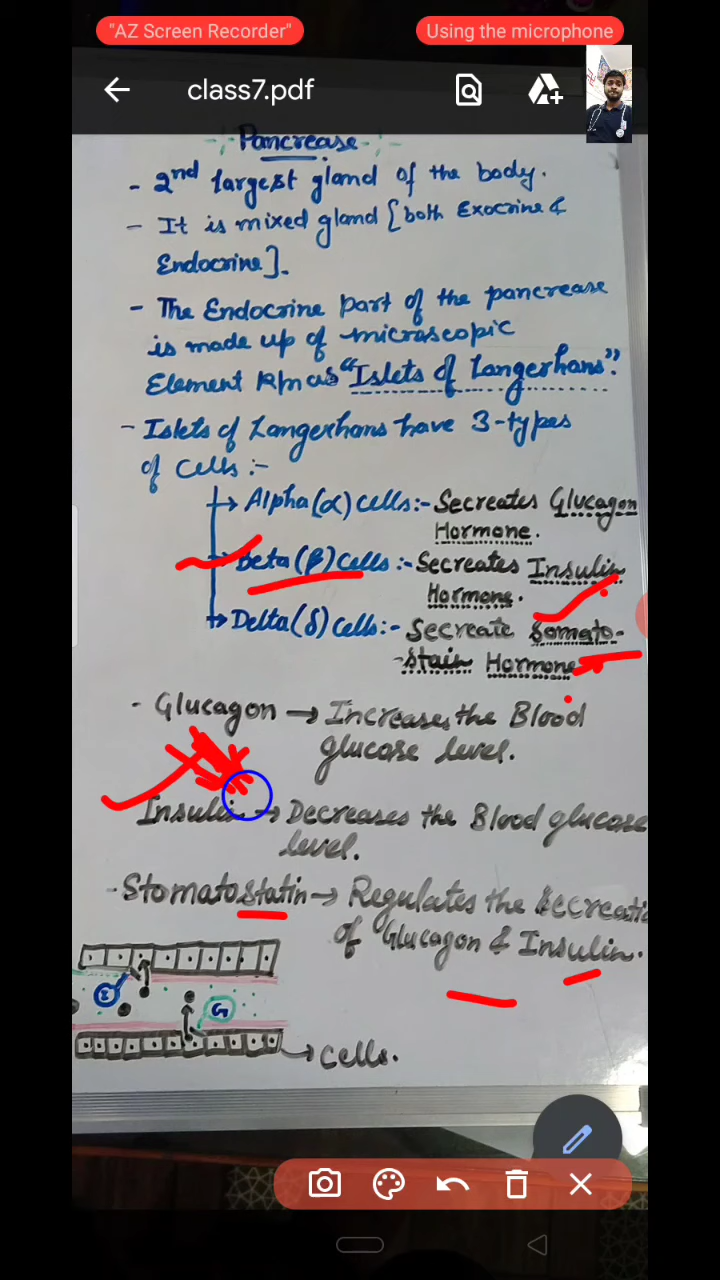 "AZ Screen Recorder"
Using the microphone
class7.pdf
Pancrease
- 2nd largest gland of the body.
- It is mixed gland [both Exocrine &
Endocrine].
- The Endocrine part of the pancrease
is made up of microscopic
Element K/as "Islets of Langerhans".
- Islets of Langerhans have 3-types
of cells :-
→ Alpha(α) cells:- Secreates Glucagon
Hormone.
→ Beta(β) cells :- Secreates Insulin
Hormone.
→ Delta(δ) cells:- Secreate Somato-
-stain Hormone
- Glucagon → Increases the Blood
glucose level.
Insulin → Decreases the Blood glucose
level.
- Stomatostatin → Regulates the
of Glucagon & Insulin.
I
G
→ cells.